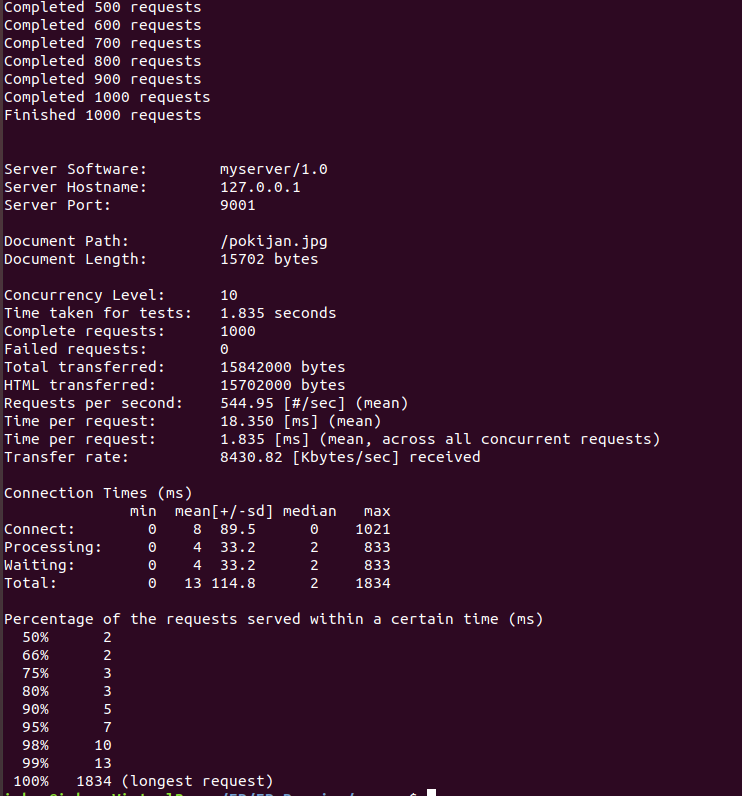 Completed 500 requests
Completed 600 requests
Completed 700 requests
Completed 800 requests
Completed 900 requests
Completed 1000 requests
Finished 1000 requests
Server Software:        myserver/1.0
Server Hostname:        127.0.0.1
Server Port:            9001
Document Path:          /pokijan.jpg
Document Length:        15702 bytes
Concurrency Level:      10
Time taken for tests:   1.835 seconds
Complete requests:      1000
Failed requests:        0
Total transferred:      15842000 bytes
HTML transferred:       15702000 bytes
Requests per second:    544.95 [#/sec] (mean)
Time per request:       18.350 [ms] (mean)
Time per request:       1.835 [ms] (mean, across all concurrent requests)
Transfer rate:          8430.82 [Kbytes/sec] received
Connection Times (ms)
              min  mean[+/-sd] median   max
Connect:        0    8  89.5      0    1021
Processing:     0    4  33.2      2     833
Waiting:        0    4  33.2      2     833
Total:          0   13 114.8      2    1834
Percentage of the requests served within a certain time (ms)
  50%      2
  66%      2
  75%      3
  80%      3
  90%      5
  95%      7
  98%     10
  99%     13
 100%   1834 (longest request)